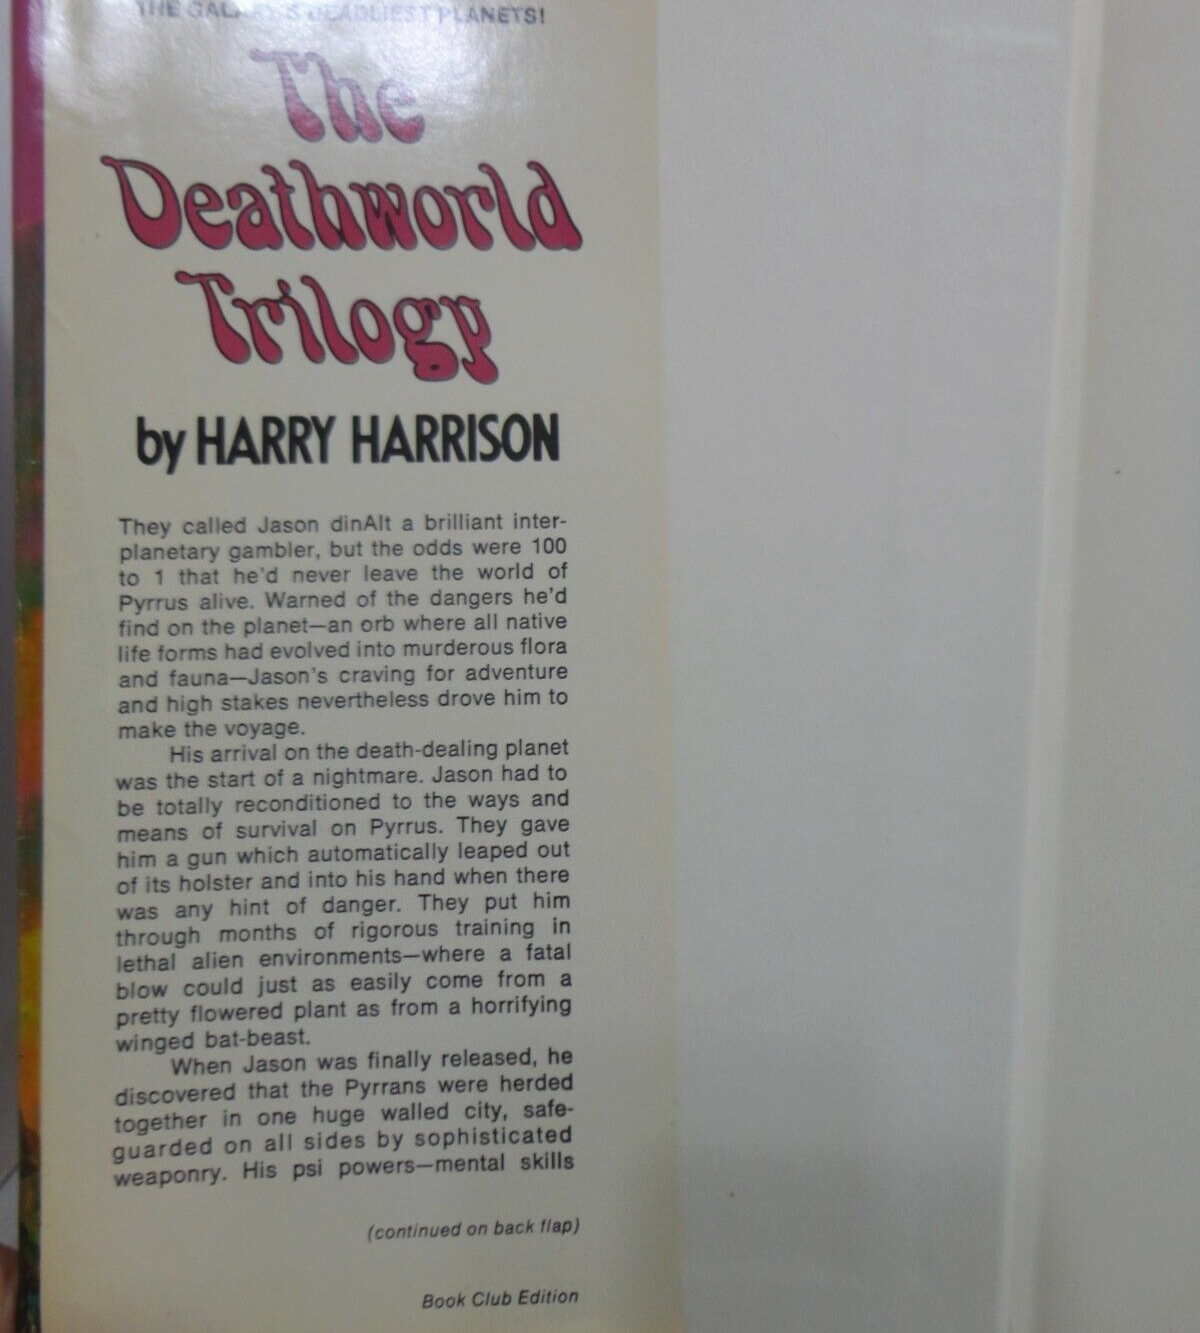 THE GALAXY'S DEADLIEST PLANETS!
The
Deathworld
Trilogy
by HARRY HARRISON
They called Jason dinAlt a brilliant inter-
planetary gambler, but the odds were 100
to 1 that he'd never leave the world of
Pyrrus alive. Warned of the dangers he'd
find on the planet—an orb where all native
life forms had evolved into murderous flora
and fauna—Jason's craving for adventure
and high stakes nevertheless drove him to
make the voyage.
His arrival on the death-dealing planet
was the start of a nightmare. Jason had to
be totally reconditioned to the ways and
means of survival on Pyrrus. They gave
him a gun which automatically leaped out
of its holster and into his hand when there
was any hint of danger. They put him
through months of rigorous training in
lethal alien environments—where a fatal
blow could just as easily come from a
pretty flowered plant as from a horrifying
winged bat-beast.
When Jason was finally released, he
discovered that the Pyrrans were herded
together in one huge walled city, safe-
guarded on all sides by sophisticated
weaponry. His psi powers—mental skills
(continued on back flap)
Book Club Edition